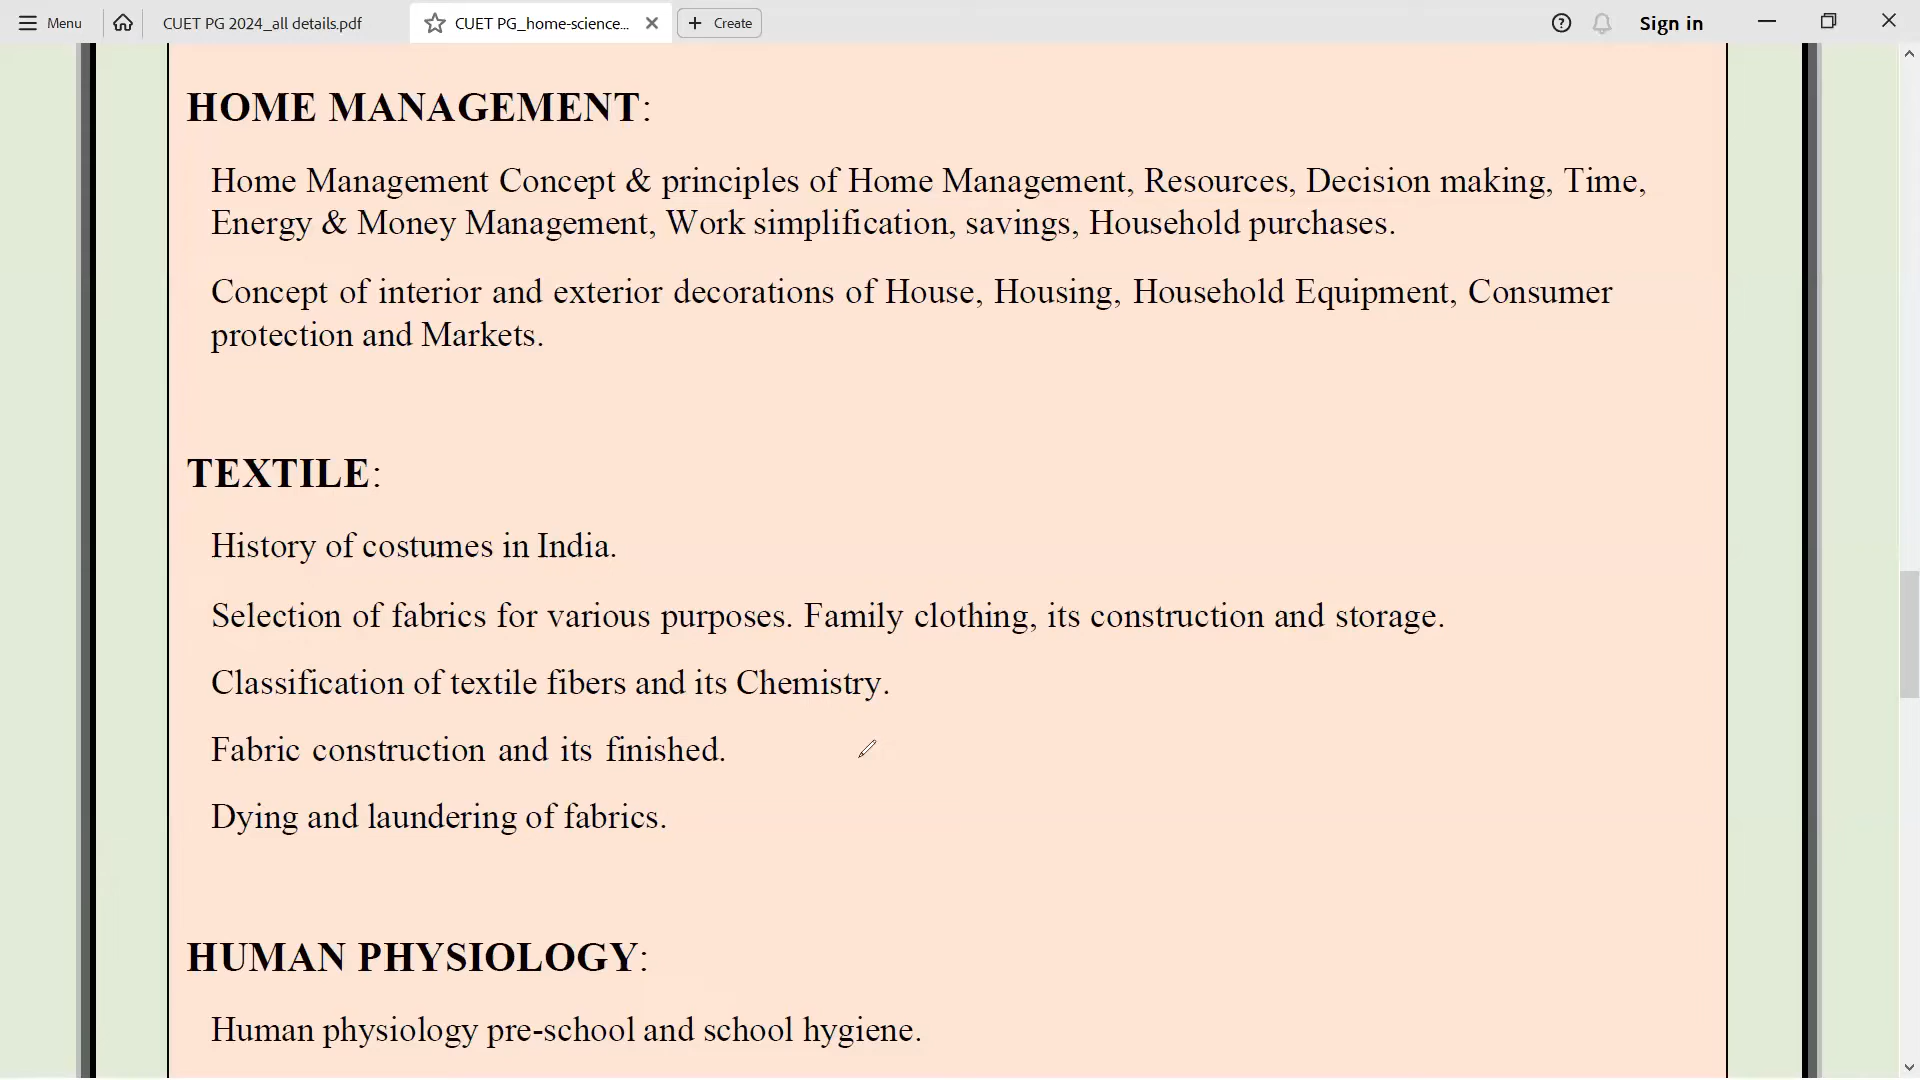 Menu
CUET PG 2024_all details.pdf
CUET PG_home-science...
Create
Sign in
HOME MANAGEMENT:
Home Management Concept & principles of Home Management, Resources, Decision making, Time,
Energy & Money Management, Work simplification, savings, Household purchases.
Concept of interior and exterior decorations of House, Housing, Household Equipment, Consumer
protection and Markets.
TEXTILE:
History of costumes in India.
Selection of fabrics for various purposes. Family clothing, its construction and storage.
Classification of textile fibers and its Chemistry.
Fabric construction and its finished.
Dying and laundering of fabrics.
HUMAN PHYSIOLOGY:
Human physiology pre-school and school hygiene.